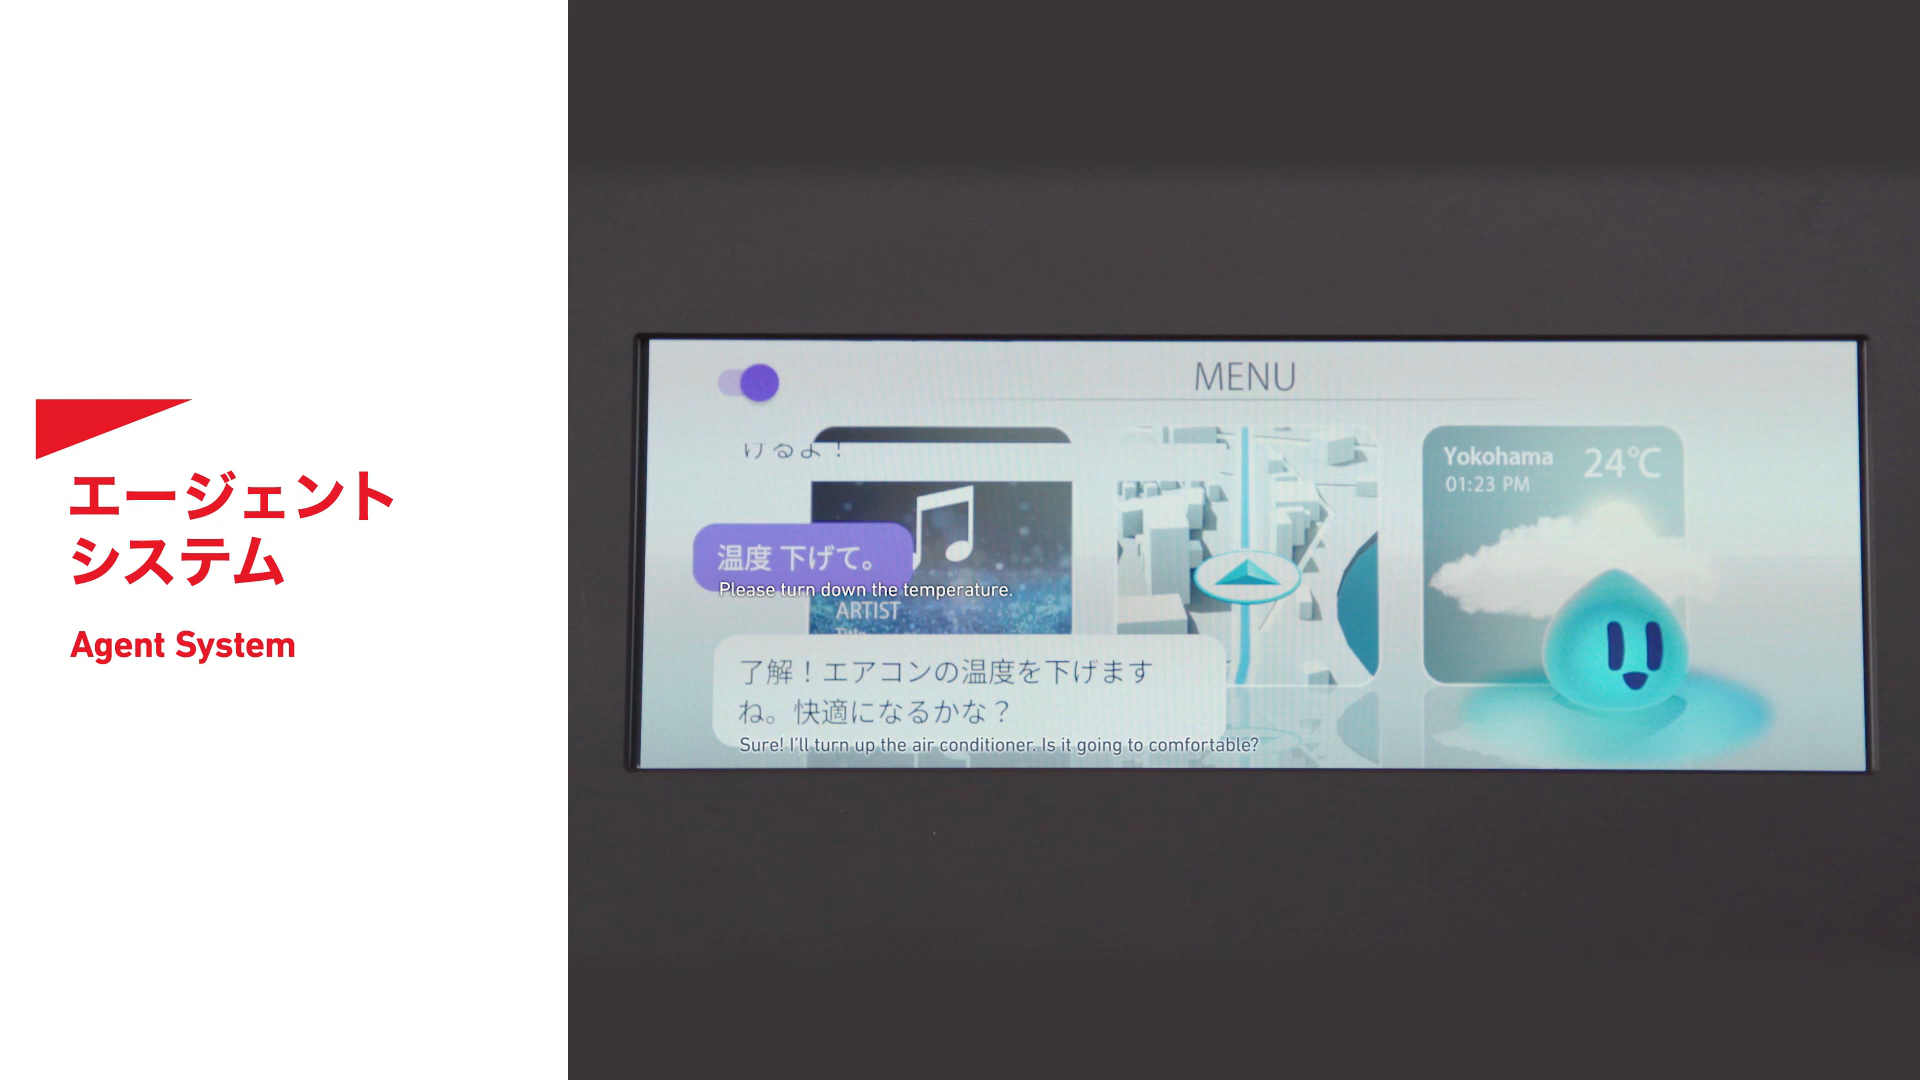 エージェント
システム
Agent System
MENU
けるよ！
Yokohama
24℃
01:23 PM
温度 下げて。
Please turn down the temperature.
ARTIST
了解！エアコンの温度を下げます
ね。快適になるかな？
Sure! I'll turn up the air conditioner. Is it going to comfortable?